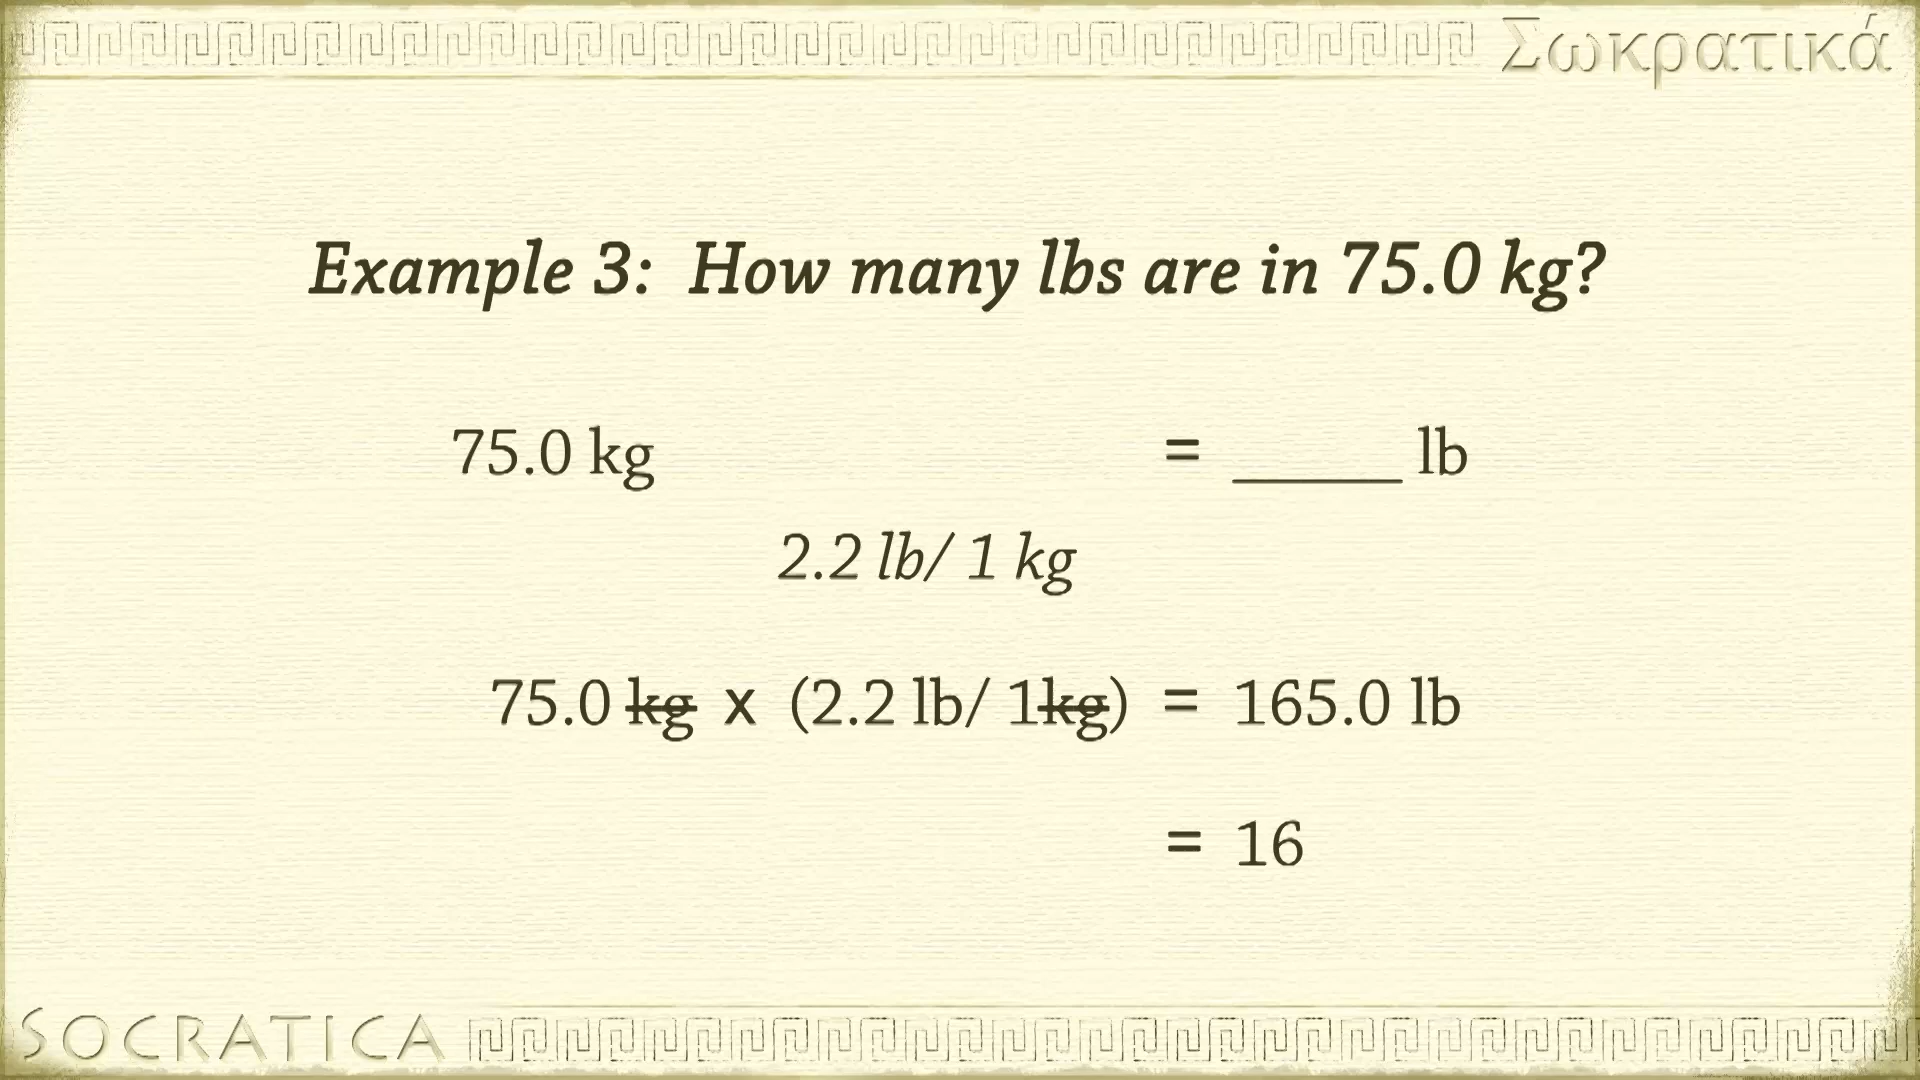 Σωκρατικά
Example 3: How many lbs are in 75.0 kg?
75.0 kg = ______ lb
2.2 lb/ 1 kg
75.0 kg x (2.2 lb/ 1kg) = 165.0 lb
= 16
SOCRATICA